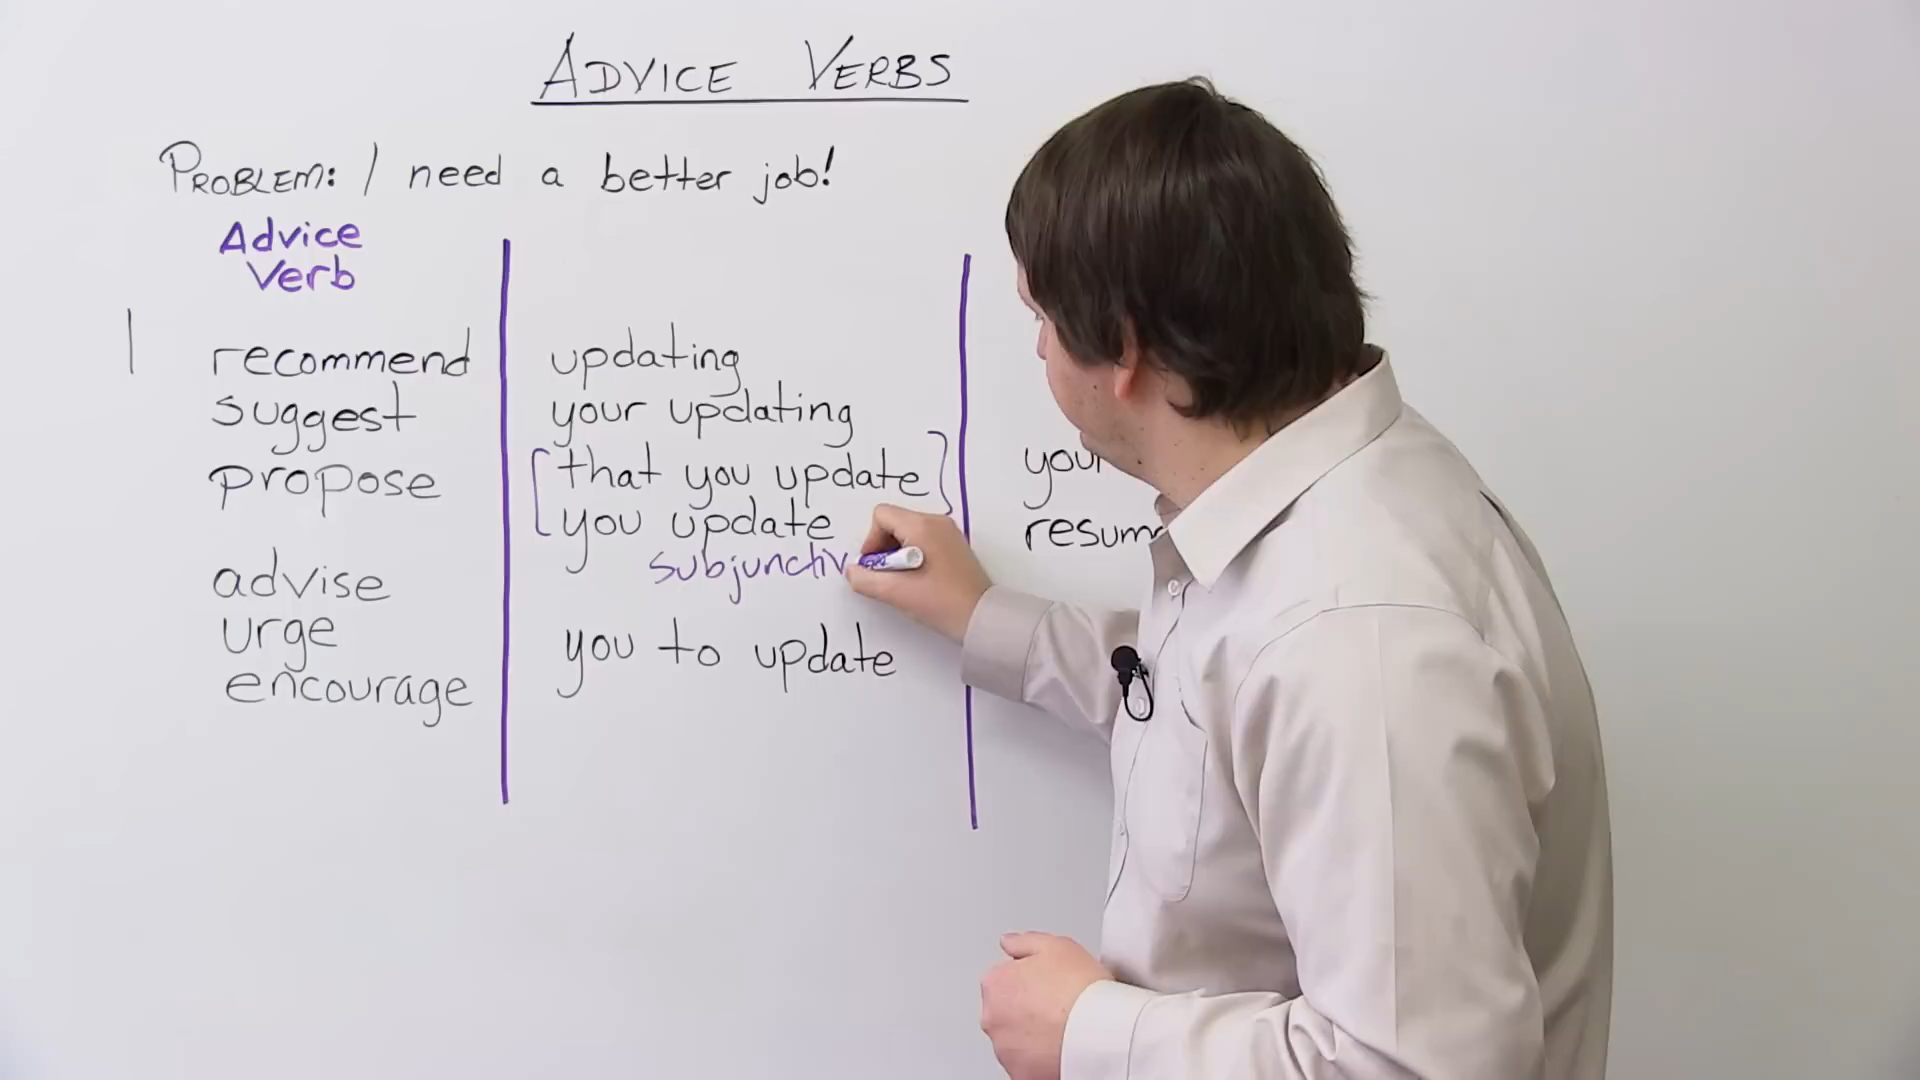 ADVICE VERBS
PROBLEM: I need a better job!
Advice
Verb
I
recommend
suggest
propose
advise
urge
encourage
updating
your updating
that you update
you update
subjunctiv
you to update